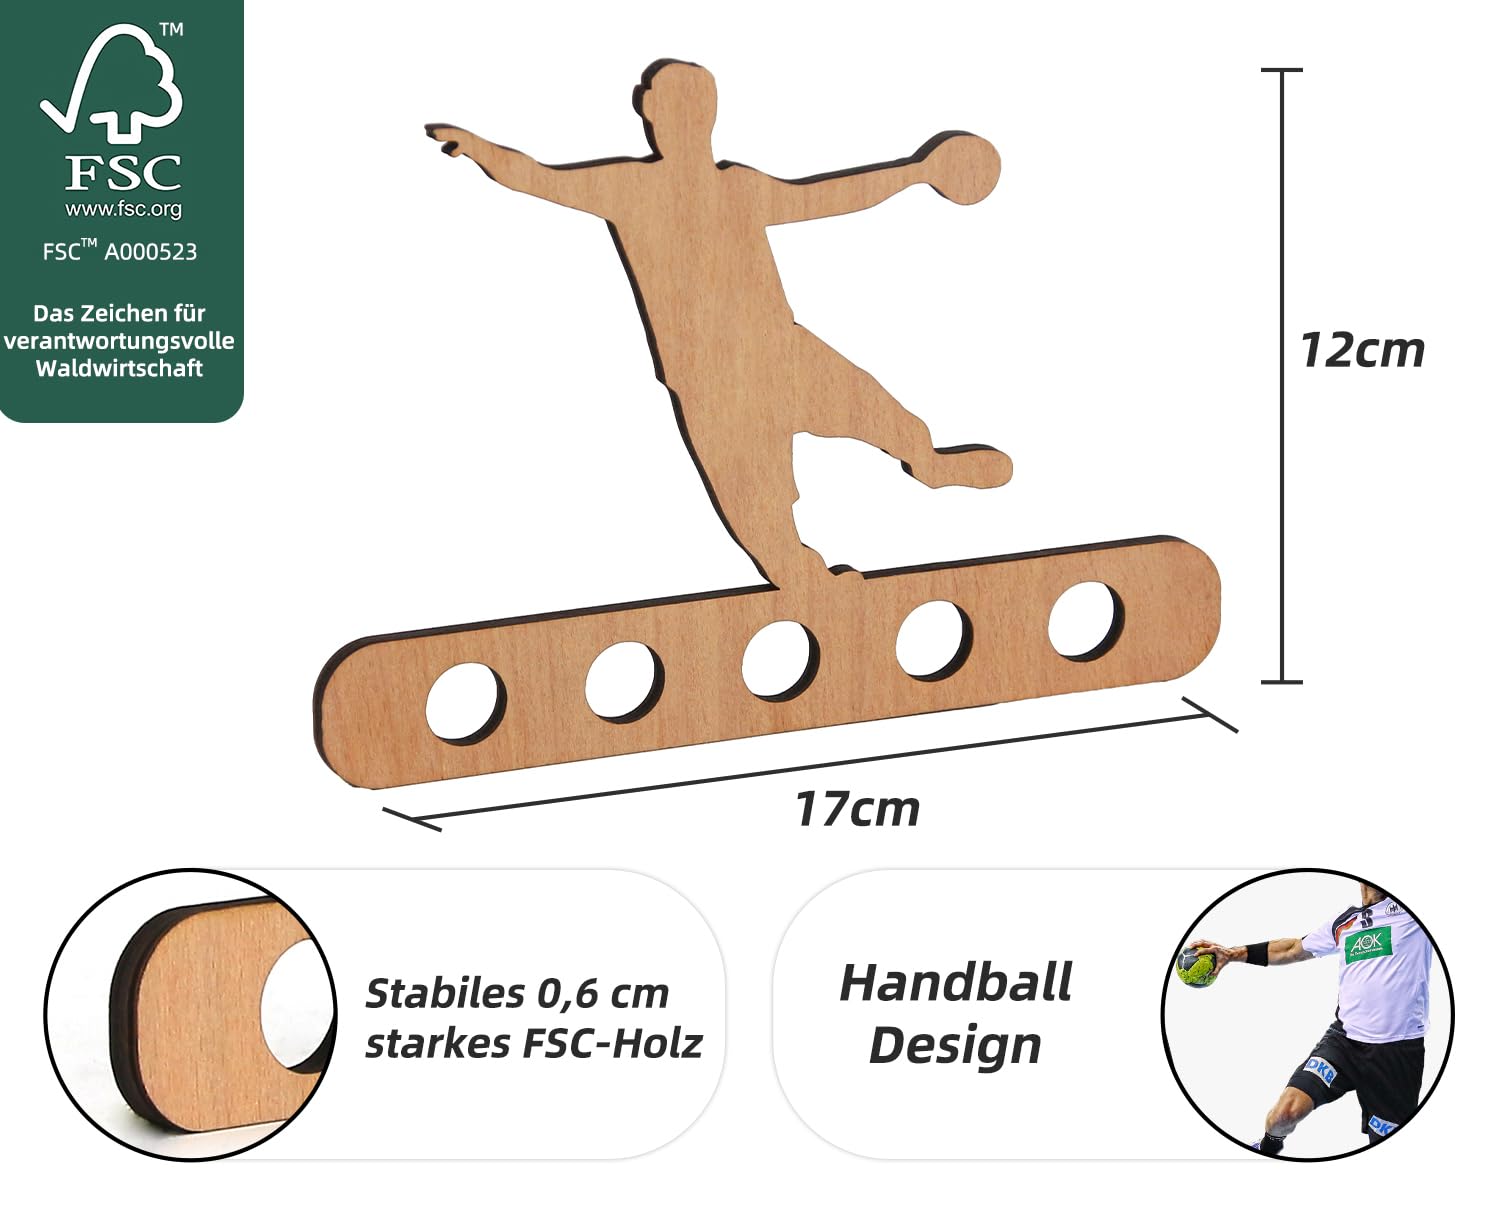 TM
FSC
www.fsc.org
FSC™ A000523
Das Zeichen für
verantwortungsvolle
Waldwirtschaft
12cm
17cm
Stabiles 0,6 cm
starkes FSC-Holz
Handball
Design
AOK
DKB
DK